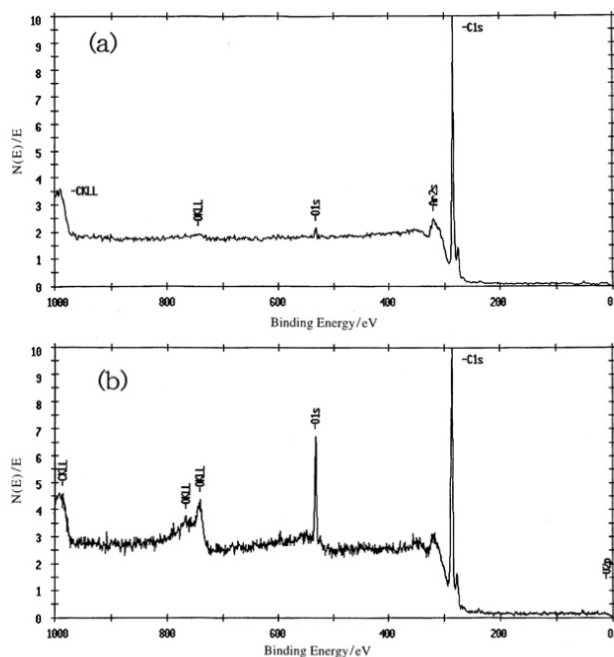 (a)
10
9
8
7
6
5
4
3
2
1
0
N(E)/E
-CKLL
-OKLL
-O1s
-Ar2s
-C1s
1000 800 600 400 200 0
Binding Energy/eV
(b)
10
9
8
7
6
5
4
3
2
1
0
N(E)/E
-CKLL
-OKLL
-OKLL
-O1s
-C1s
-O2p
1000 800 600 400 200 0
Binding Energy/eV